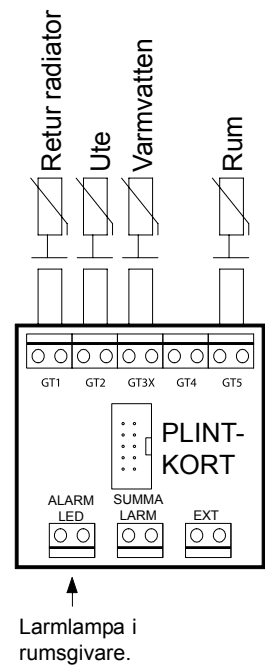 Retur radiator
Ute
Varmvatten
Rum
GT1 GT2 GT3X GT4 GT5
PLINT-
KORT
ALARM
LED
SUMMA
LARM
EXT
Larmlampa i
rumsgivare.